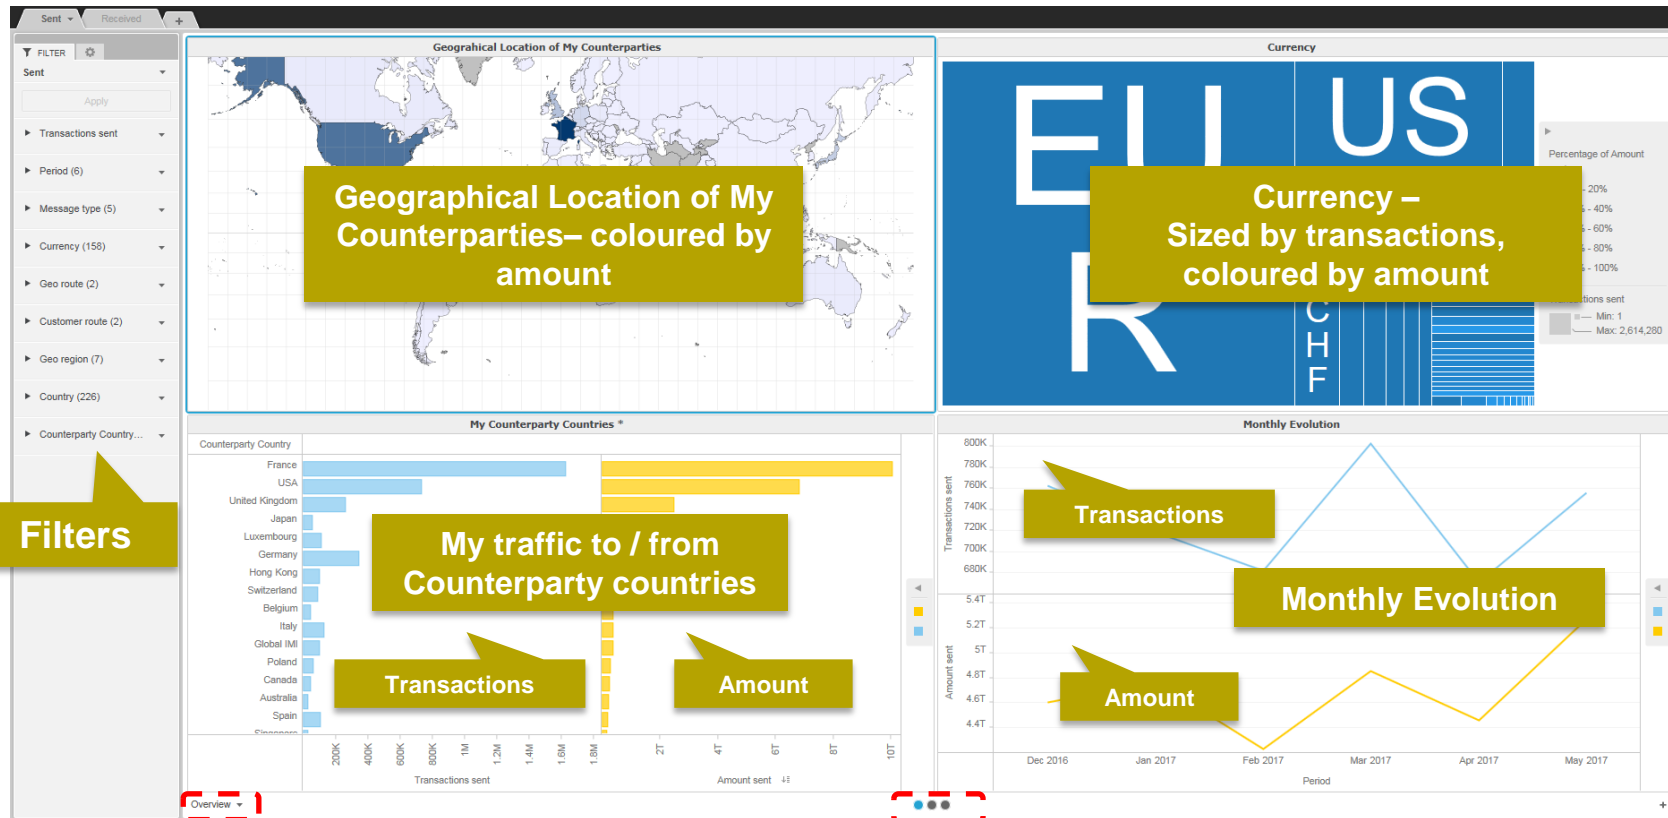 Sent
Received
+
FILTER
Sent
Apply
Transactions sent
Period (6)
Message type (5)
Currency (158)
Geo route (2)
Customer route (2)
Geo region (7)
Country (226)
Counterparty Country...
Filters
Geograhical Location of My Counterparties
Geographical Location of My
Counterparties– coloured by
amount
Currency
EU
R
US
C
H
F
Currency –
Sized by transactions,
coloured by amount
Percentage of Amount
- 20%
- 40%
- 60%
- 80%
- 100%
Min: 1
Max: 2,614,280
My Counterparty Countries *
Counterparty Country
France
USA
United Kingdom
Japan
Luxembourg
Germany
Hong Kong
Switzerland
Belgium
Italy
Global IMI
Poland
Canada
Australia
Spain
My traffic to / from
Counterparty countries
Transactions
Amount
200K
400K
600K
800K
1M
1.2M
1.4M
1.6M
1.8M
2T
4T
6T
8T
10T
Transactions sent
Amount sent
Monthly Evolution
800K
780K
760K
740K
720K
700K
680K
Transactions sent
Transactions
Monthly Evolution
5.4T
5.2T
5T
4.8T
4.6T
4.4T
Amount sent
Amount
Dec 2016
Jan 2017
Feb 2017
Mar 2017
Apr 2017
May 2017
Period
Overview
+